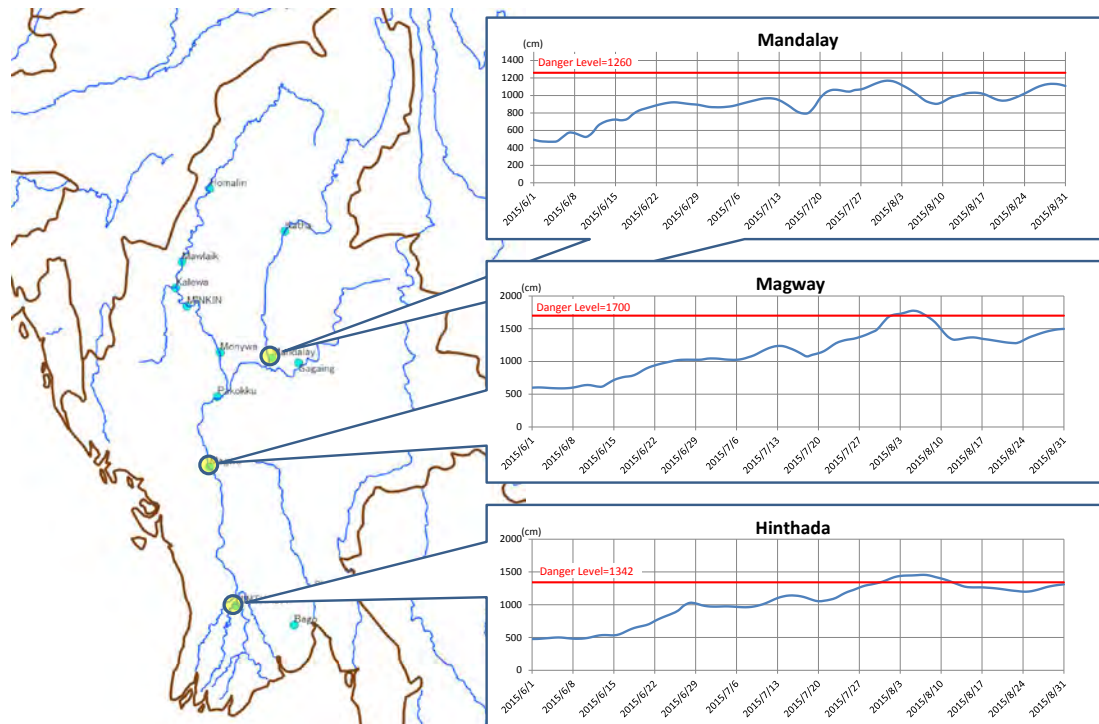 Homalin
Mawlaik
Kalewa
MINKIN
Monywa
Mandalay
Sagaing
Pakokku
Bago
Mandalay
(cm)
Danger Level=1260
1400
1200
1000
800
600
400
200
0
2015/6/1 2015/6/8 2015/6/15 2015/6/22 2015/6/29 2015/7/6 2015/7/13 2015/7/20 2015/7/27 2015/8/3 2015/8/10 2015/8/17 2015/8/24 2015/8/31
Magway
(cm)
2000
Danger Level=1700
1500
1000
500
0
2015/6/1 2015/6/8 2015/6/15 2015/6/22 2015/6/29 2015/7/6 2015/7/13 2015/7/20 2015/7/27 2015/8/3 2015/8/10 2015/8/17 2015/8/24 2015/8/31
Hinthada
(cm)
2000
1500
Danger Level=1342
1000
500
0
2015/6/1 2015/6/8 2015/6/15 2015/6/22 2015/6/29 2015/7/6 2015/7/13 2015/7/20 2015/7/27 2015/8/3 2015/8/10 2015/8/17 2015/8/24 2015/8/31